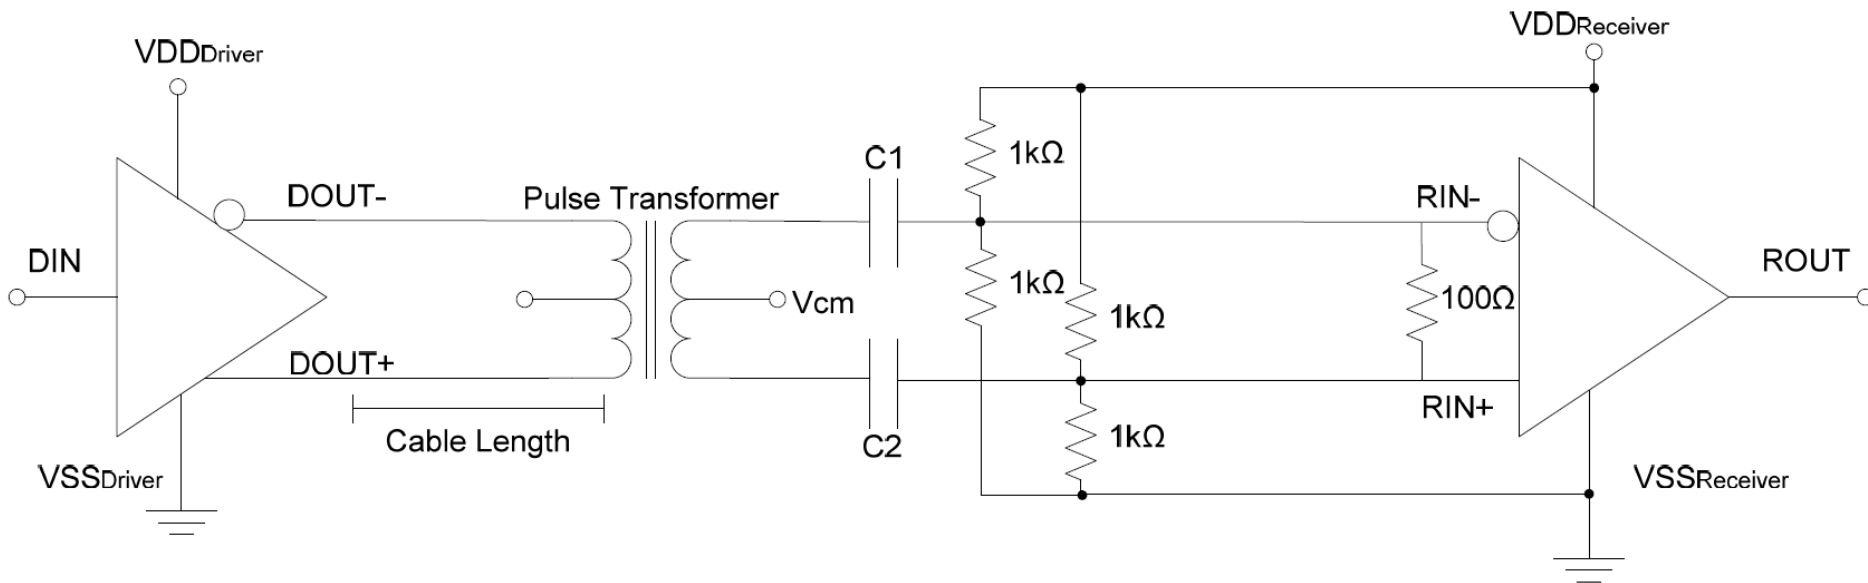 VDDDriver
VDDReceiver
C1
1kΩ
DOUT-
Pulse Transformer
RIN-
DIN
ROUT
1kΩ
Vcm
100Ω
1kΩ
DOUT+
RIN+
Cable Length
C2
1kΩ
VSSDriver
VSSReceiver